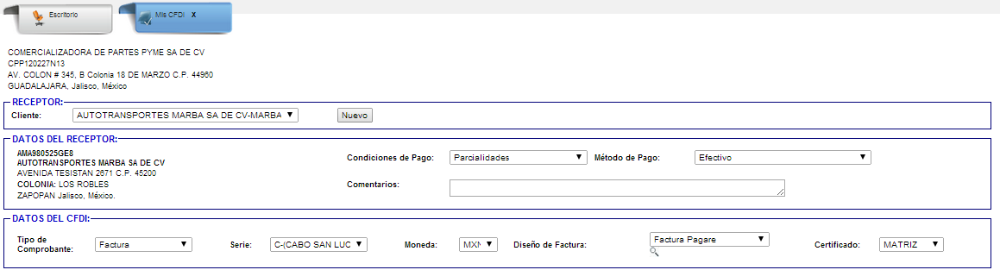 Escritorio
Mis CFDI X
COMERCIALIZADORA DE PARTES PYME SA DE CV
CPP120227N13
AV. COLON # 345, B Colonia 18 DE MARZO C.P. 44960
GUADALAJARA, Jalisco, México
RECEPTOR:
Cliente: AUTOTRANSPORTES MARBA SA DE CV-MARBA Nuevo
DATOS DEL RECEPTOR:
AMA980525GE8
AUTOTRANSPORTES MARBA SA DE CV
AVENIDA TESISTAN 2671 C.P. 45200
COLONIA: LOS ROBLES
ZAPOPAN Jalisco, México.
Condiciones de Pago: Parcialidades Método de Pago: Efectivo
Comentarios:
DATOS DEL CFDI:
Tipo de
Comprobante: Factura Serie: C-(CABO SAN LUC Moneda: MXN Diseño de Factura: Factura Pagare Certificado: MATRIZ